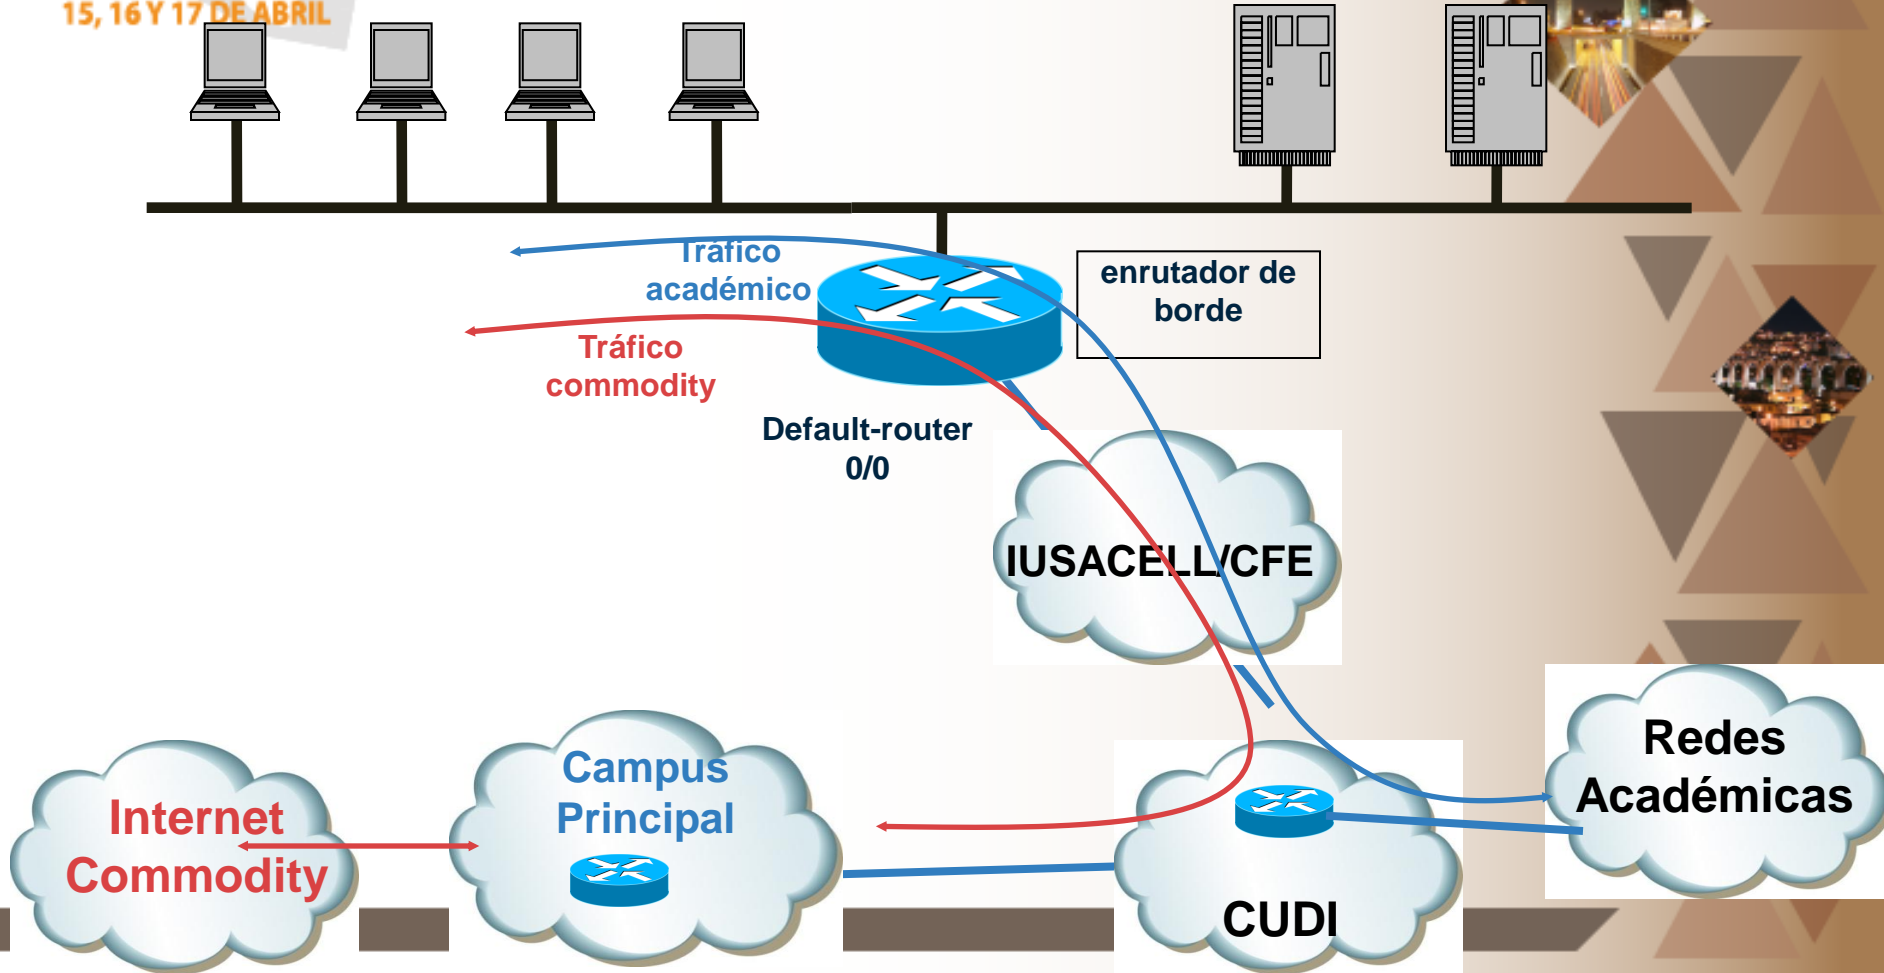 15, 16 Y 17 DE ABRIL
Tráfico
académico
enrutador de
borde
Tráfico
commodity
Default-router
0/0
IUSACELL/CFE
Redes
Académicas
Campus
Principal
Internet
Commodity
CUDI